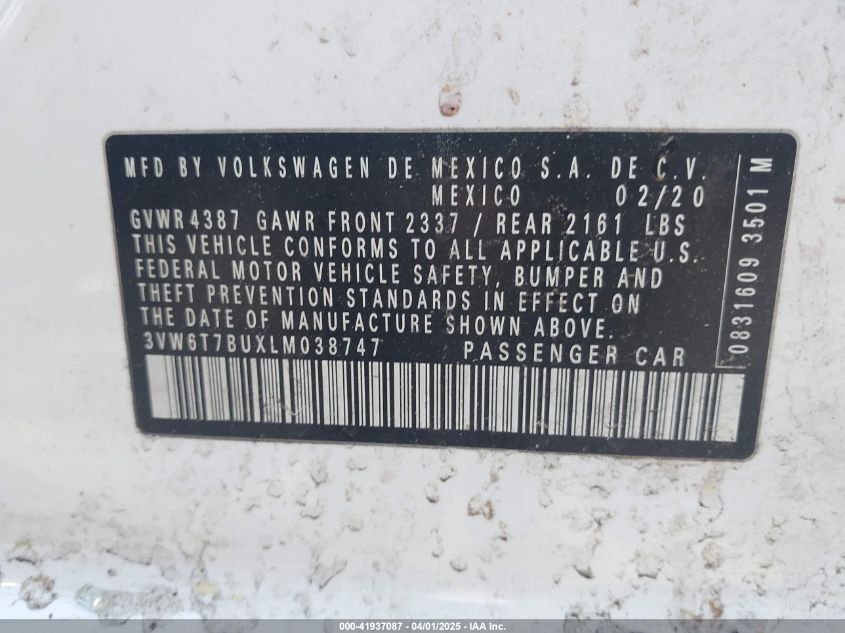 MFD BY VOLKSWAGEN DE MEXICO S.A. DE C.V.
MEXICO 02/20
GVWR4387 GAWR FRONT 2337 / REAR 2161 LBS
THIS VEHICLE CONFORMS TO ALL APPLICABLE U.S.
FEDERAL MOTOR VEHICLE SAFETY, BUMPER AND
THEFT PREVENTION STANDARDS IN EFFECT ON
THE DATE OF MANUFACTURE SHOWN ABOVE.
3VW6T7BUXLM038747 PASSENGER CAR
0831609 3501 M
000-41937087 - 04/01/2025 - IAA Inc.